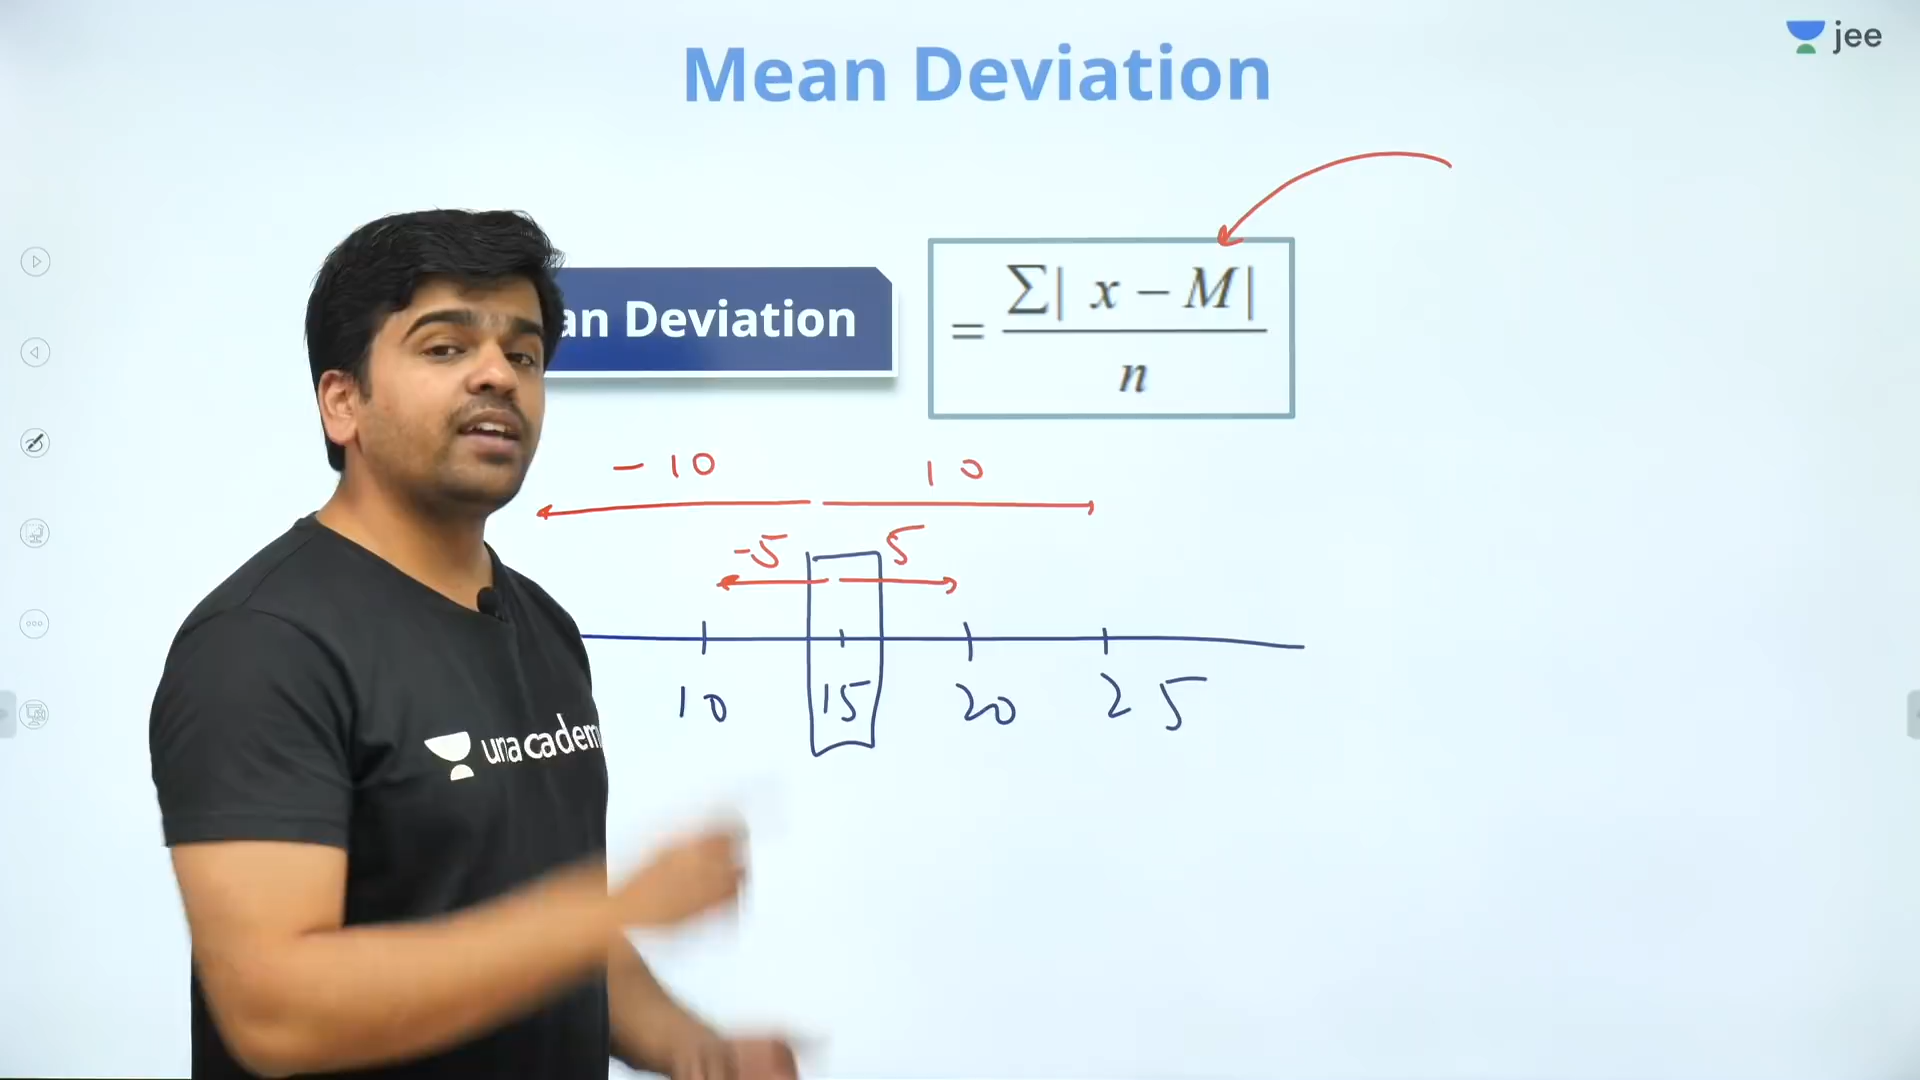 jee
Mean Deviation
an Deviation
= ∑| x − M | / n
− 10
10
-5
5
10
15
20
25
unacadem